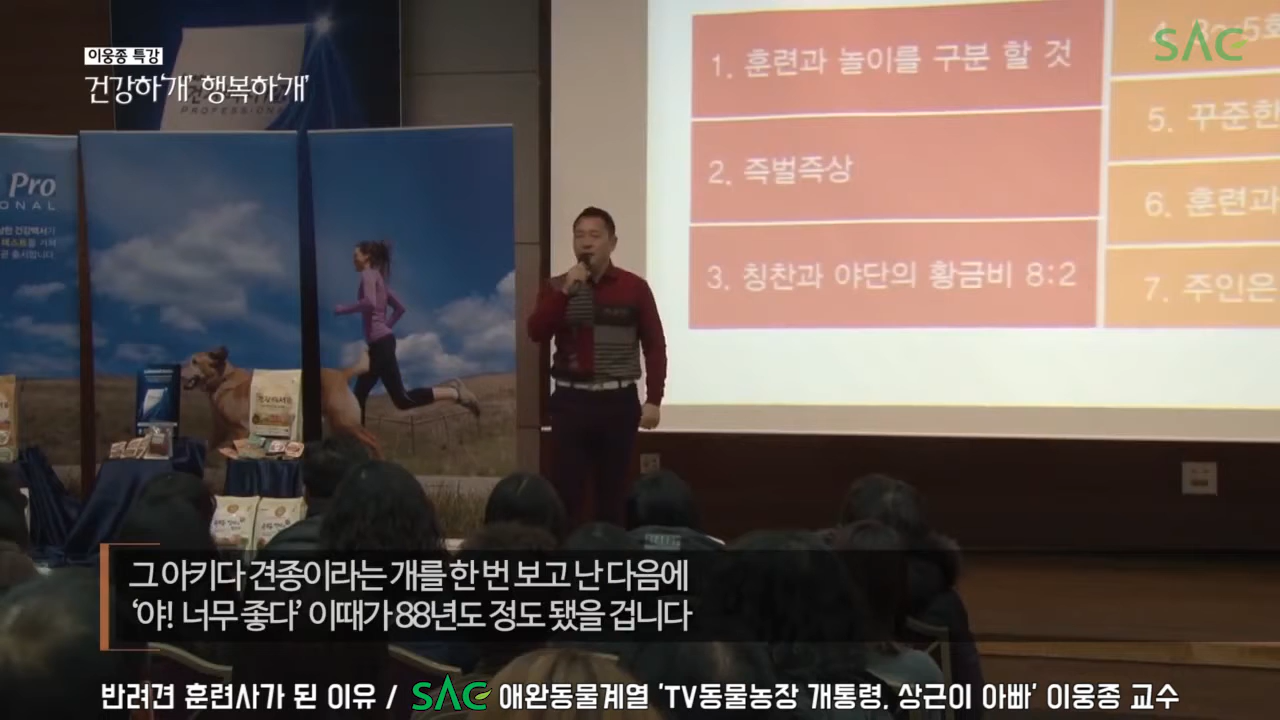 이웅종 특강
건강하'개' 행복하'개'
PROFESSIONAL
Pro
ONAL
1. 훈련과 놀이를 구분 할 것
2. 즉벌즉상
3. 칭찬과 야단의 황금비 8:2
SAC
5. 꾸준한
6. 훈련과
7. 주인은
그 아키다 견종이라는 개를 한 번 보고 난 다음에
‘야! 너무 좋다’ 이때가 88년도 정도 됐을 겁니다
반려견 훈련사가 된 이유 / SAC 애완동물계열 'TV동물농장 개통령, 상근이 아빠' 이웅종 교수